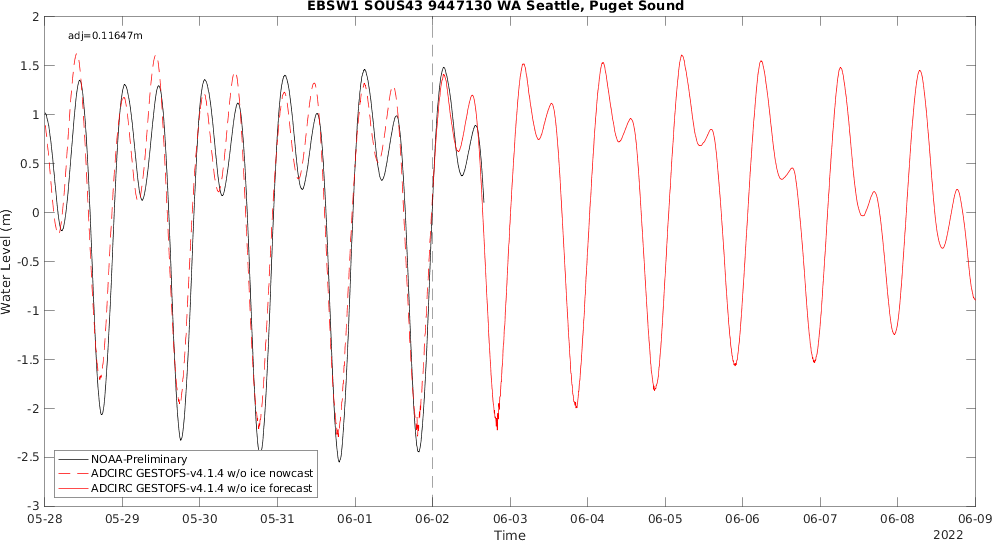 EBSW1 SOUS43 9447130 WA Seattle, Puget Sound
adj=0.11647m
2
1.5
1
0.5
0
-0.5
-1
-1.5
-2
-2.5
-3
Water Level (m)
NOAA-Preliminary
ADCIRC GESTOFS-v4.1.4 w/o ice nowcast
ADCIRC GESTOFS-v4.1.4 w/o ice forecast
05-28 05-29 05-30 05-31 06-01 06-02 06-03 06-04 06-05 06-06 06-07 06-08 06-09
Time
2022